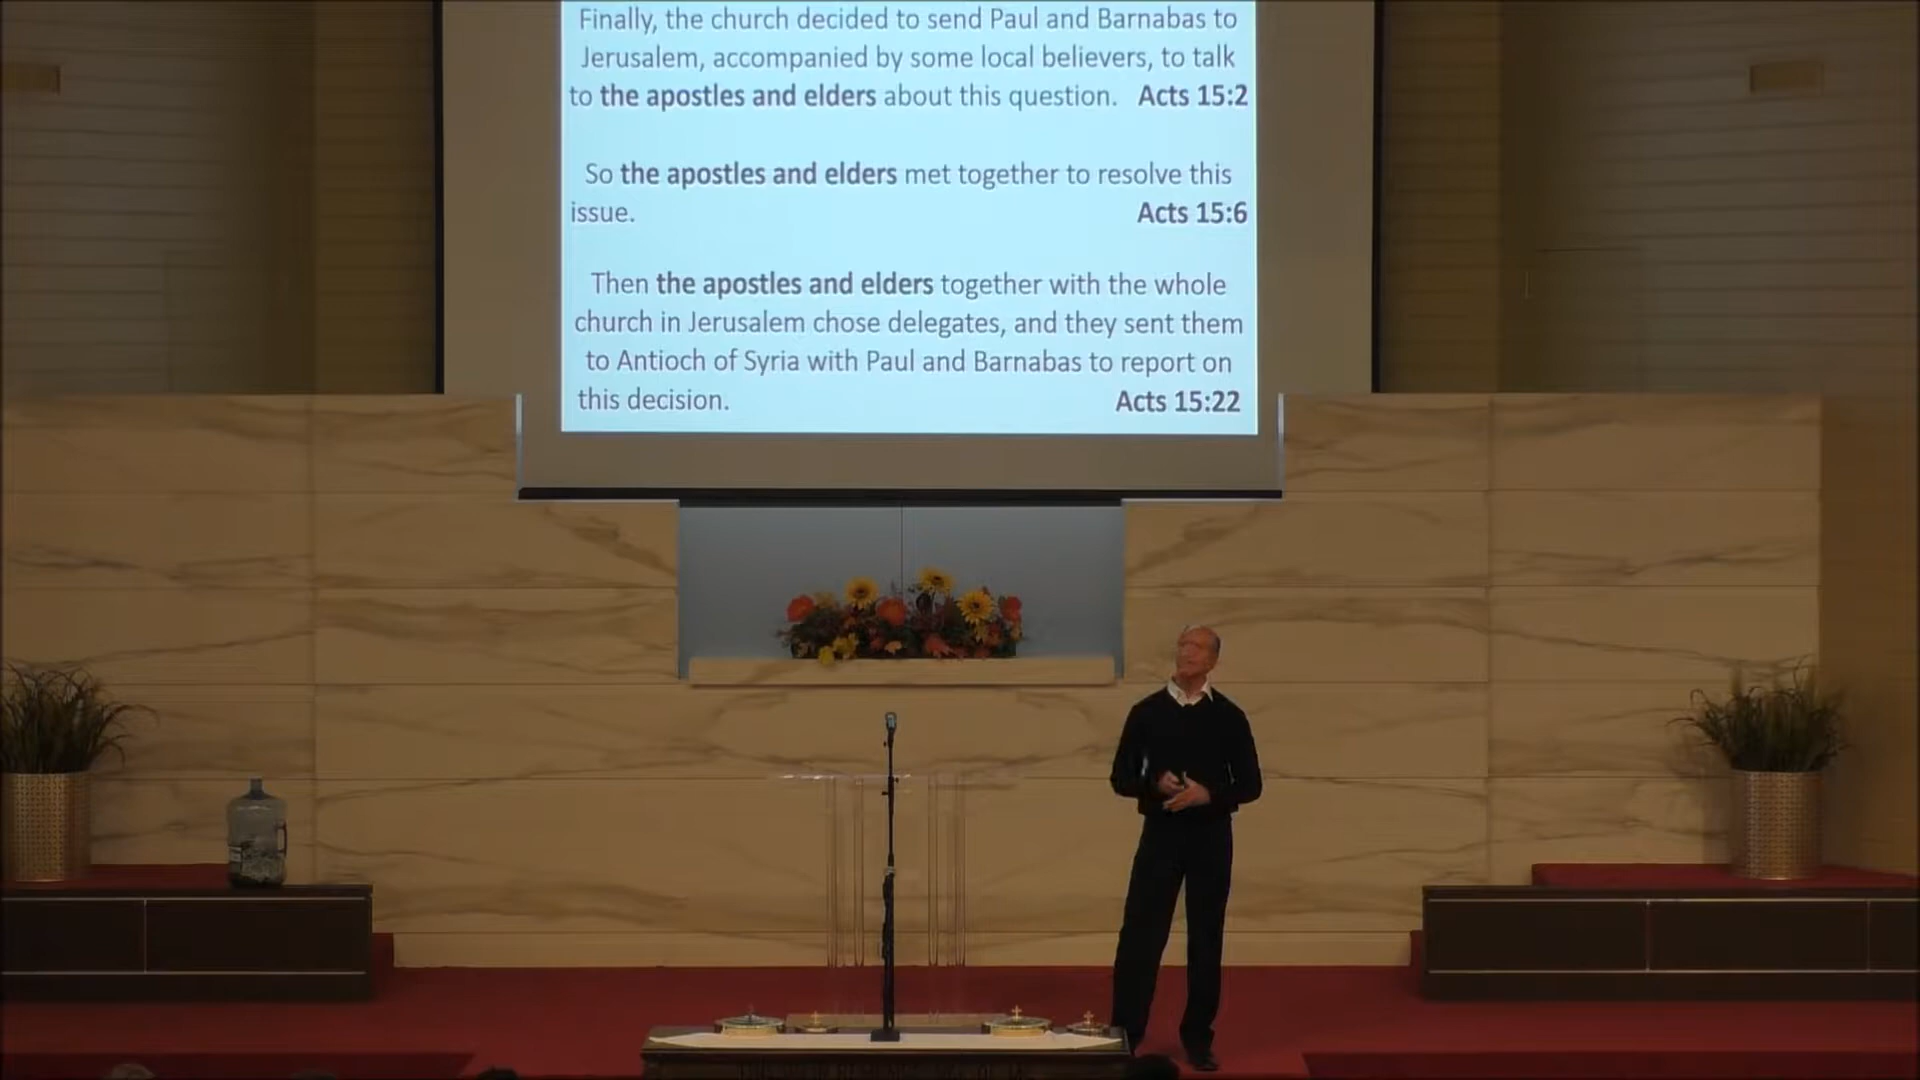 Finally, the church decided to send Paul and Barnabas to
Jerusalem, accompanied by some local believers, to talk
to the apostles and elders about this question. Acts 15:2
So the apostles and elders met together to resolve this
issue. Acts 15:6
Then the apostles and elders together with the whole
church in Jerusalem chose delegates, and they sent them
to Antioch of Syria with Paul and Barnabas to report on
this decision. Acts 15:22